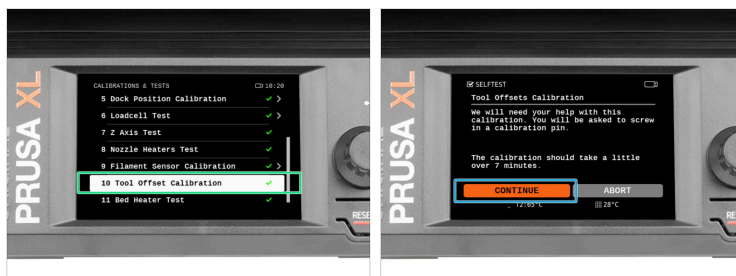 PRUSA XL
CALIBRATIONS & TESTS
10:20
5 Dock Position Calibration
6 Loadcell Test
7 Z Axis Test
8 Nozzle Heaters Test
9 Filament Sensor Calibration
10 Tool Offset Calibration
11 Bed Heater Test
RESE
PRUSA XL
SELFTEST
Tool Offsets Calibration
We will need your help with this
calibration. You will be asked to screw
in a calibration pin.
The calibration should take a little
over 7 minutes.
CONTINUE
ABORT
28°C
RE